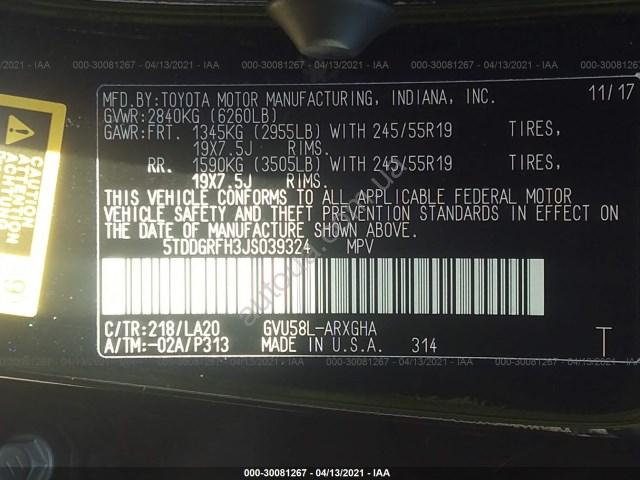 000-30081267 - 04/13/2021 - IAA
MFD.BY:TOYOTA MOTOR MANUFACTURING, INDIANA, INC. 11/17
GVWR:2840KG (6260LB)
GAWR:FRT. 1345KG (2955LB) WITH 245/55R19 TIRES,
19X7.5J RIMS.
RR. 1590KG (3505LB) WITH 245/55R19 TIRES,
19X7.5J RIMS.
THIS VEHICLE CONFORMS TO ALL APPLICABLE FEDERAL MOTOR
VEHICLE SAFETY AND THEFT PREVENTION STANDARDS IN EFFECT ON
THE DATE OF MANUFACTURE SHOWN ABOVE.
5TDDGRFH3JS039324 MPV
C/TR:218/LA20 GVU58L-ARXGHA
A/TM:-02A/P313 MADE IN U.S.A. 314
CAUTION
ATTENTION
ACHTUNG
000-30081267 - 04/13/2021 - IAA